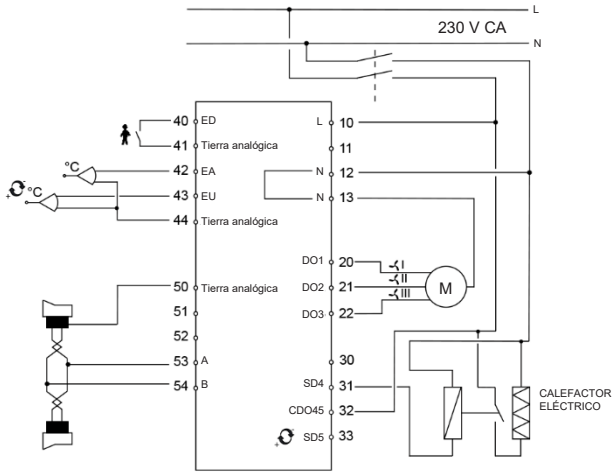 L
230 V CA
N
40 ED
41 Tierra analógica
42 EA
43 EU
44 Tierra analógica
50 Tierra analógica
51
52
53 A
54 B
°C
°C
L 10
11
N 12
N 13
DO1 20
DO2 21
DO3 22
30
SD4 31
CDO45 32
SD5 33
I
II
III
M
CALEFACTOR
ELÉCTRICO